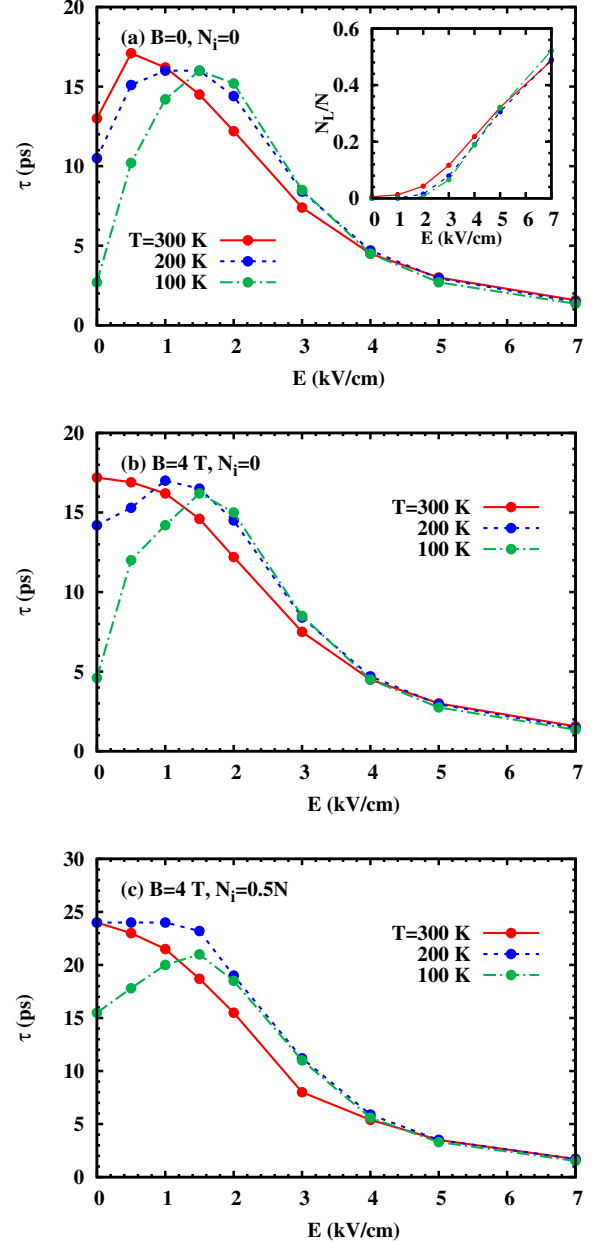 (a) B=0, N_i=0
τ (ps)
20
15
10
5
0
T=300 K
200 K
100 K
0 1 2 3 4 5 6 7
E (kV/cm)
N_L/N
0.6
0.4
0.2
0
0 1 2 3 4 5 6 7
E (kV/cm)
(b) B=4 T, N_i=0
τ (ps)
20
15
10
5
0
T=300 K
200 K
100 K
0 1 2 3 4 5 6 7
E (kV/cm)
(c) B=4 T, N_i=0.5N
τ (ps)
30
25
20
15
10
5
0
T=300 K
200 K
100 K
0 1 2 3 4 5 6 7
E (kV/cm)